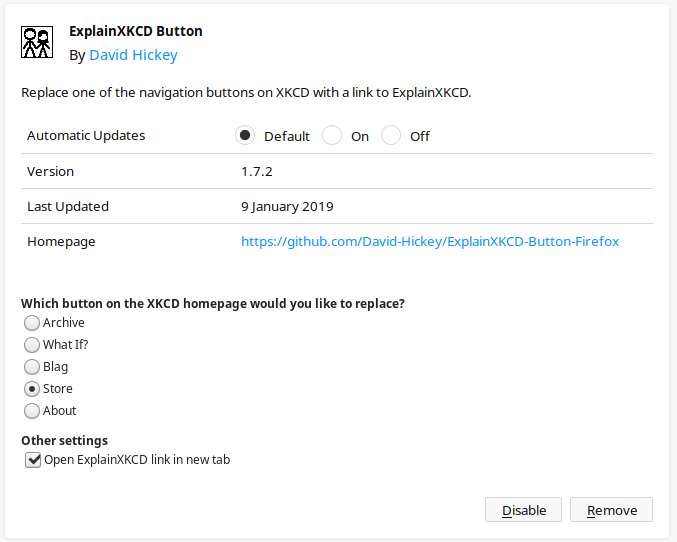 ExplainXKCD Button
By David Hickey
Replace one of the navigation buttons on XKCD with a link to ExplainXKCD.
Automatic Updates Default On Off
Version 1.7.2
Last Updated 9 January 2019
Homepage https://github.com/David-Hickey/ExplainXKCD-Button-Firefox
Which button on the XKCD homepage would you like to replace?
Archive
What If?
Blag
Store
About
Other settings
Open ExplainXKCD link in new tab
Disable Remove